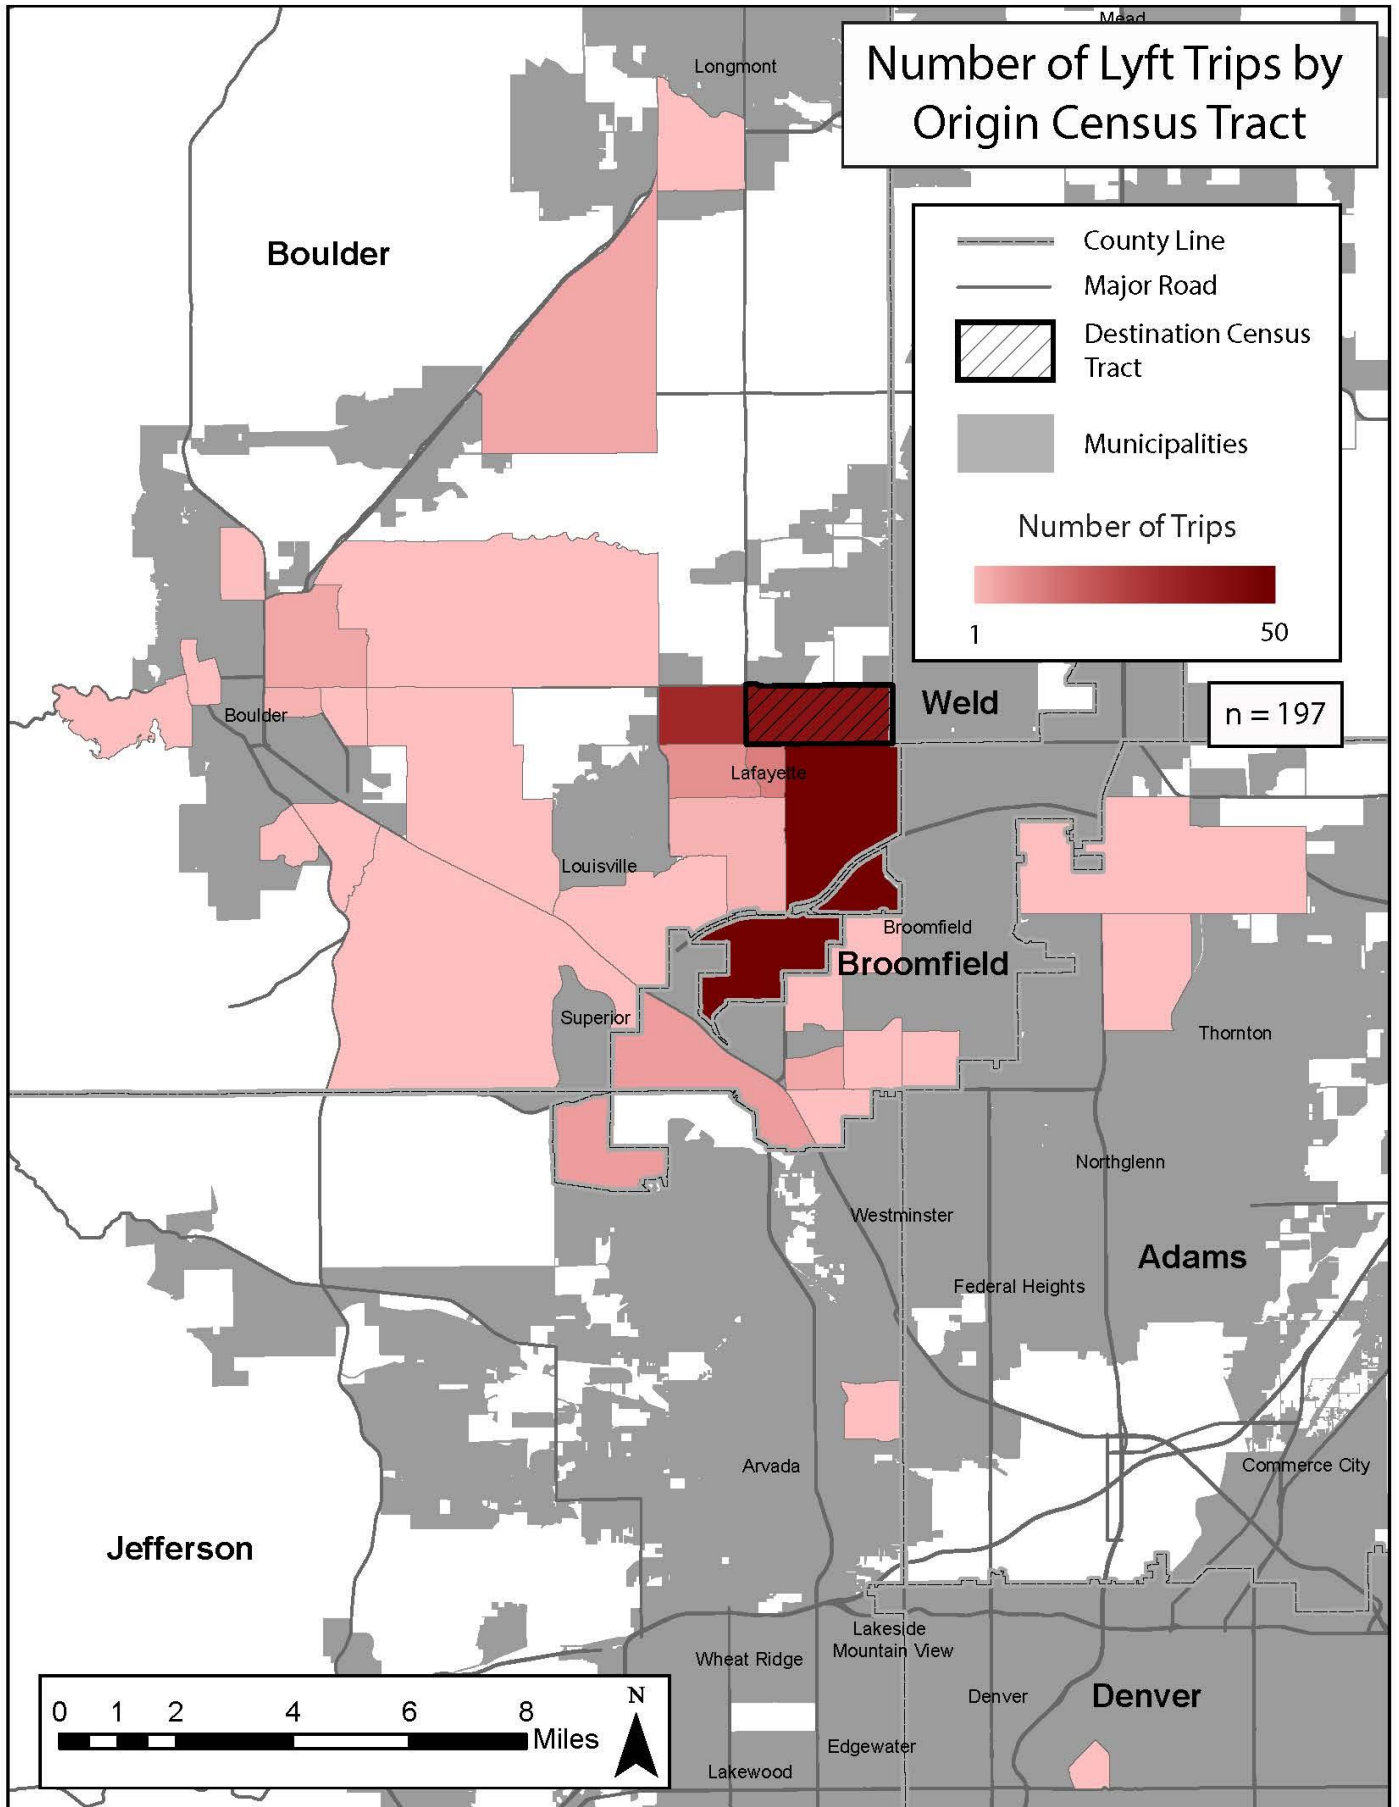 Mead
Longmont
Number of Lyft Trips by
Origin Census Tract
Boulder
County Line
Major Road
Destination Census
Tract
Municipalities
Number of Trips
1
50
Weld
n = 197
Boulder
Lafayette
Louisville
Broomfield
Broomfield
Superior
Thornton
Northglenn
Westminster
Adams
Federal Heights
Arvada
Commerce City
Jefferson
Lakeside
Mountain View
Wheat Ridge
Denver
Denver
Edgewater
Lakewood
0 1 2 4 6 8
Miles
N